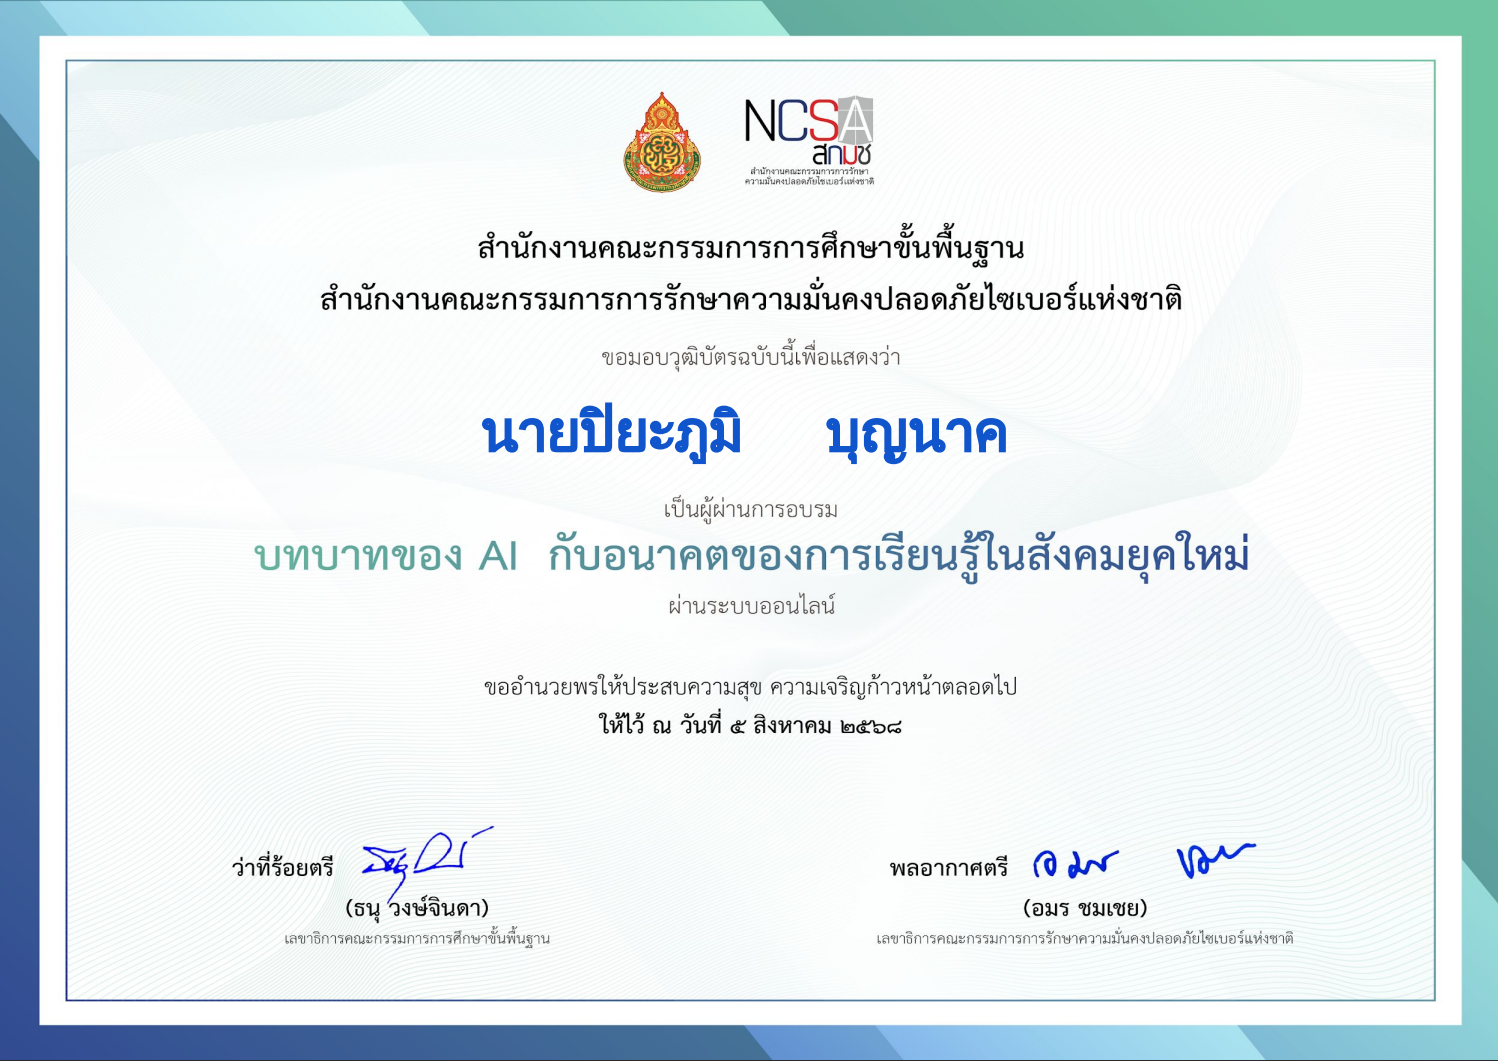 NCSA
สกมช
สำนักงานคณะกรรมการการรักษา
ความมั่นคงปลอดภัยไซเบอร์แห่งชาติ
สำนักงานคณะกรรมการการศึกษาขั้นพื้นฐาน
สำนักงานคณะกรรมการการรักษาความมั่นคงปลอดภัยไซเบอร์แห่งชาติ
ขอมอบวุฒิบัตรฉบับนี้เพื่อแสดงว่า
นายปิยะภูมิ บุญนาค
เป็นผู้ผ่านการอบรม
บทบาทของ AI กับอนาคตของการเรียนรู้ในสังคมยุคใหม่
ผ่านระบบออนไลน์
ขออำนวยพรให้ประสบความสุข ความเจริญก้าวหน้าตลอดไป
ให้ไว้ ณ วันที่ ๕ สิงหาคม ๒๕๖๘
ว่าที่ร้อยตรี
(ธนุ วงษ์จินดา)
เลขาธิการคณะกรรมการการศึกษาขั้นพื้นฐาน
พลอากาศตรี
(อมร ชมเชย)
เลขาธิการคณะกรรมการการรักษาความมั่นคงปลอดภัยไซเบอร์แห่งชาติ